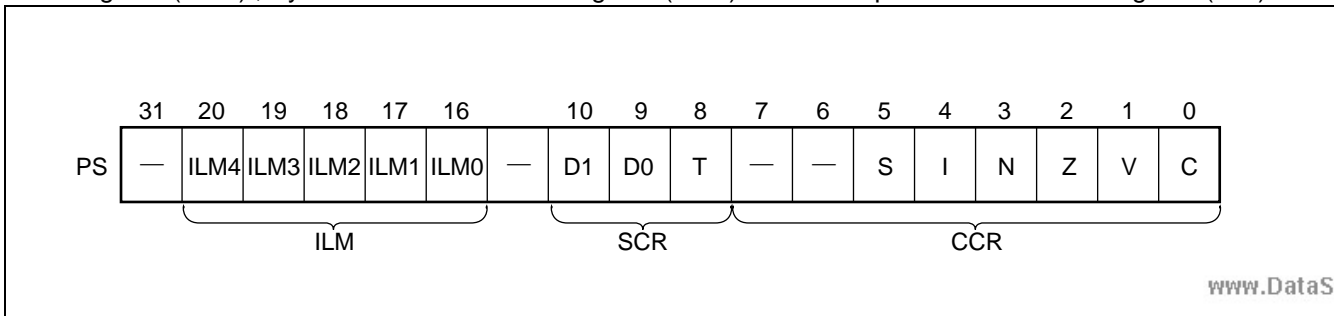 31 20 19 18 17 16 10 9 8 7 6 5 4 3 2 1 0
PS — ILM4 ILM3 ILM2 ILM1 ILM0 — D1 D0 T — — S I N Z V C
ILM SCR CCR
www.DataS